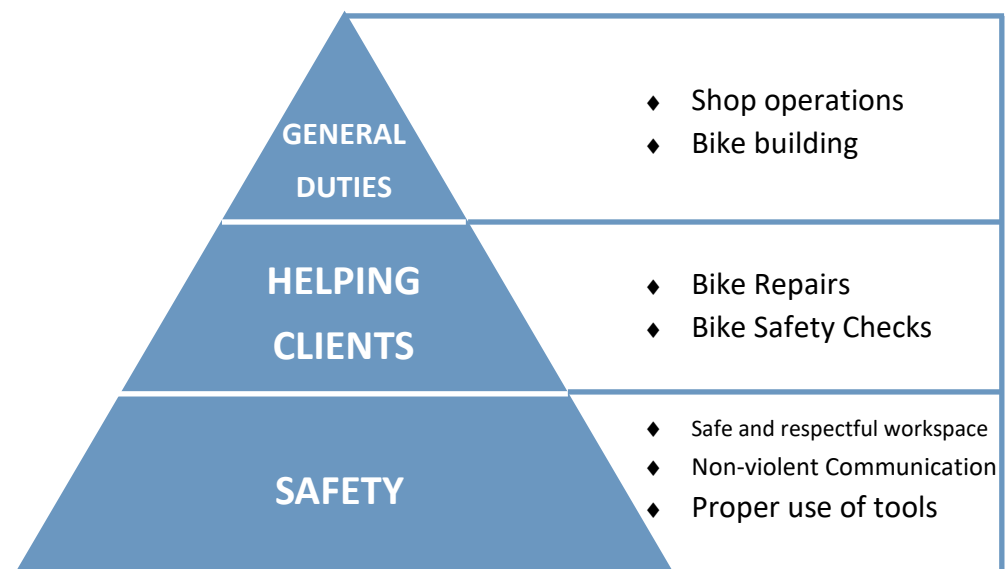 GENERAL
DUTIES
♦ Shop operations
♦ Bike building
HELPING
CLIENTS
♦ Bike Repairs
♦ Bike Safety Checks
SAFETY
♦ Safe and respectful workspace
♦ Non-violent Communication
♦ Proper use of tools